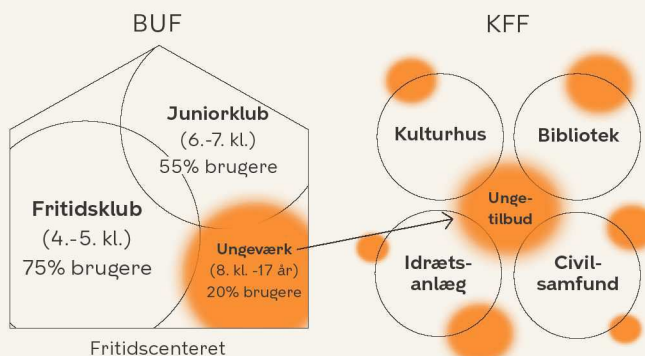 BUF
Juniorklub
(6.-7. kl.)
55% brugere
Fritidsklub
(4.-5. kl.)
75% brugere
Ungeværk
(8. kl. -17 år)
20% brugere
Fritidscenteret
KFF
Kulturhus
Bibliotek
Unge-
tilbud
Idræts-
anlæg
Civil-
samfund